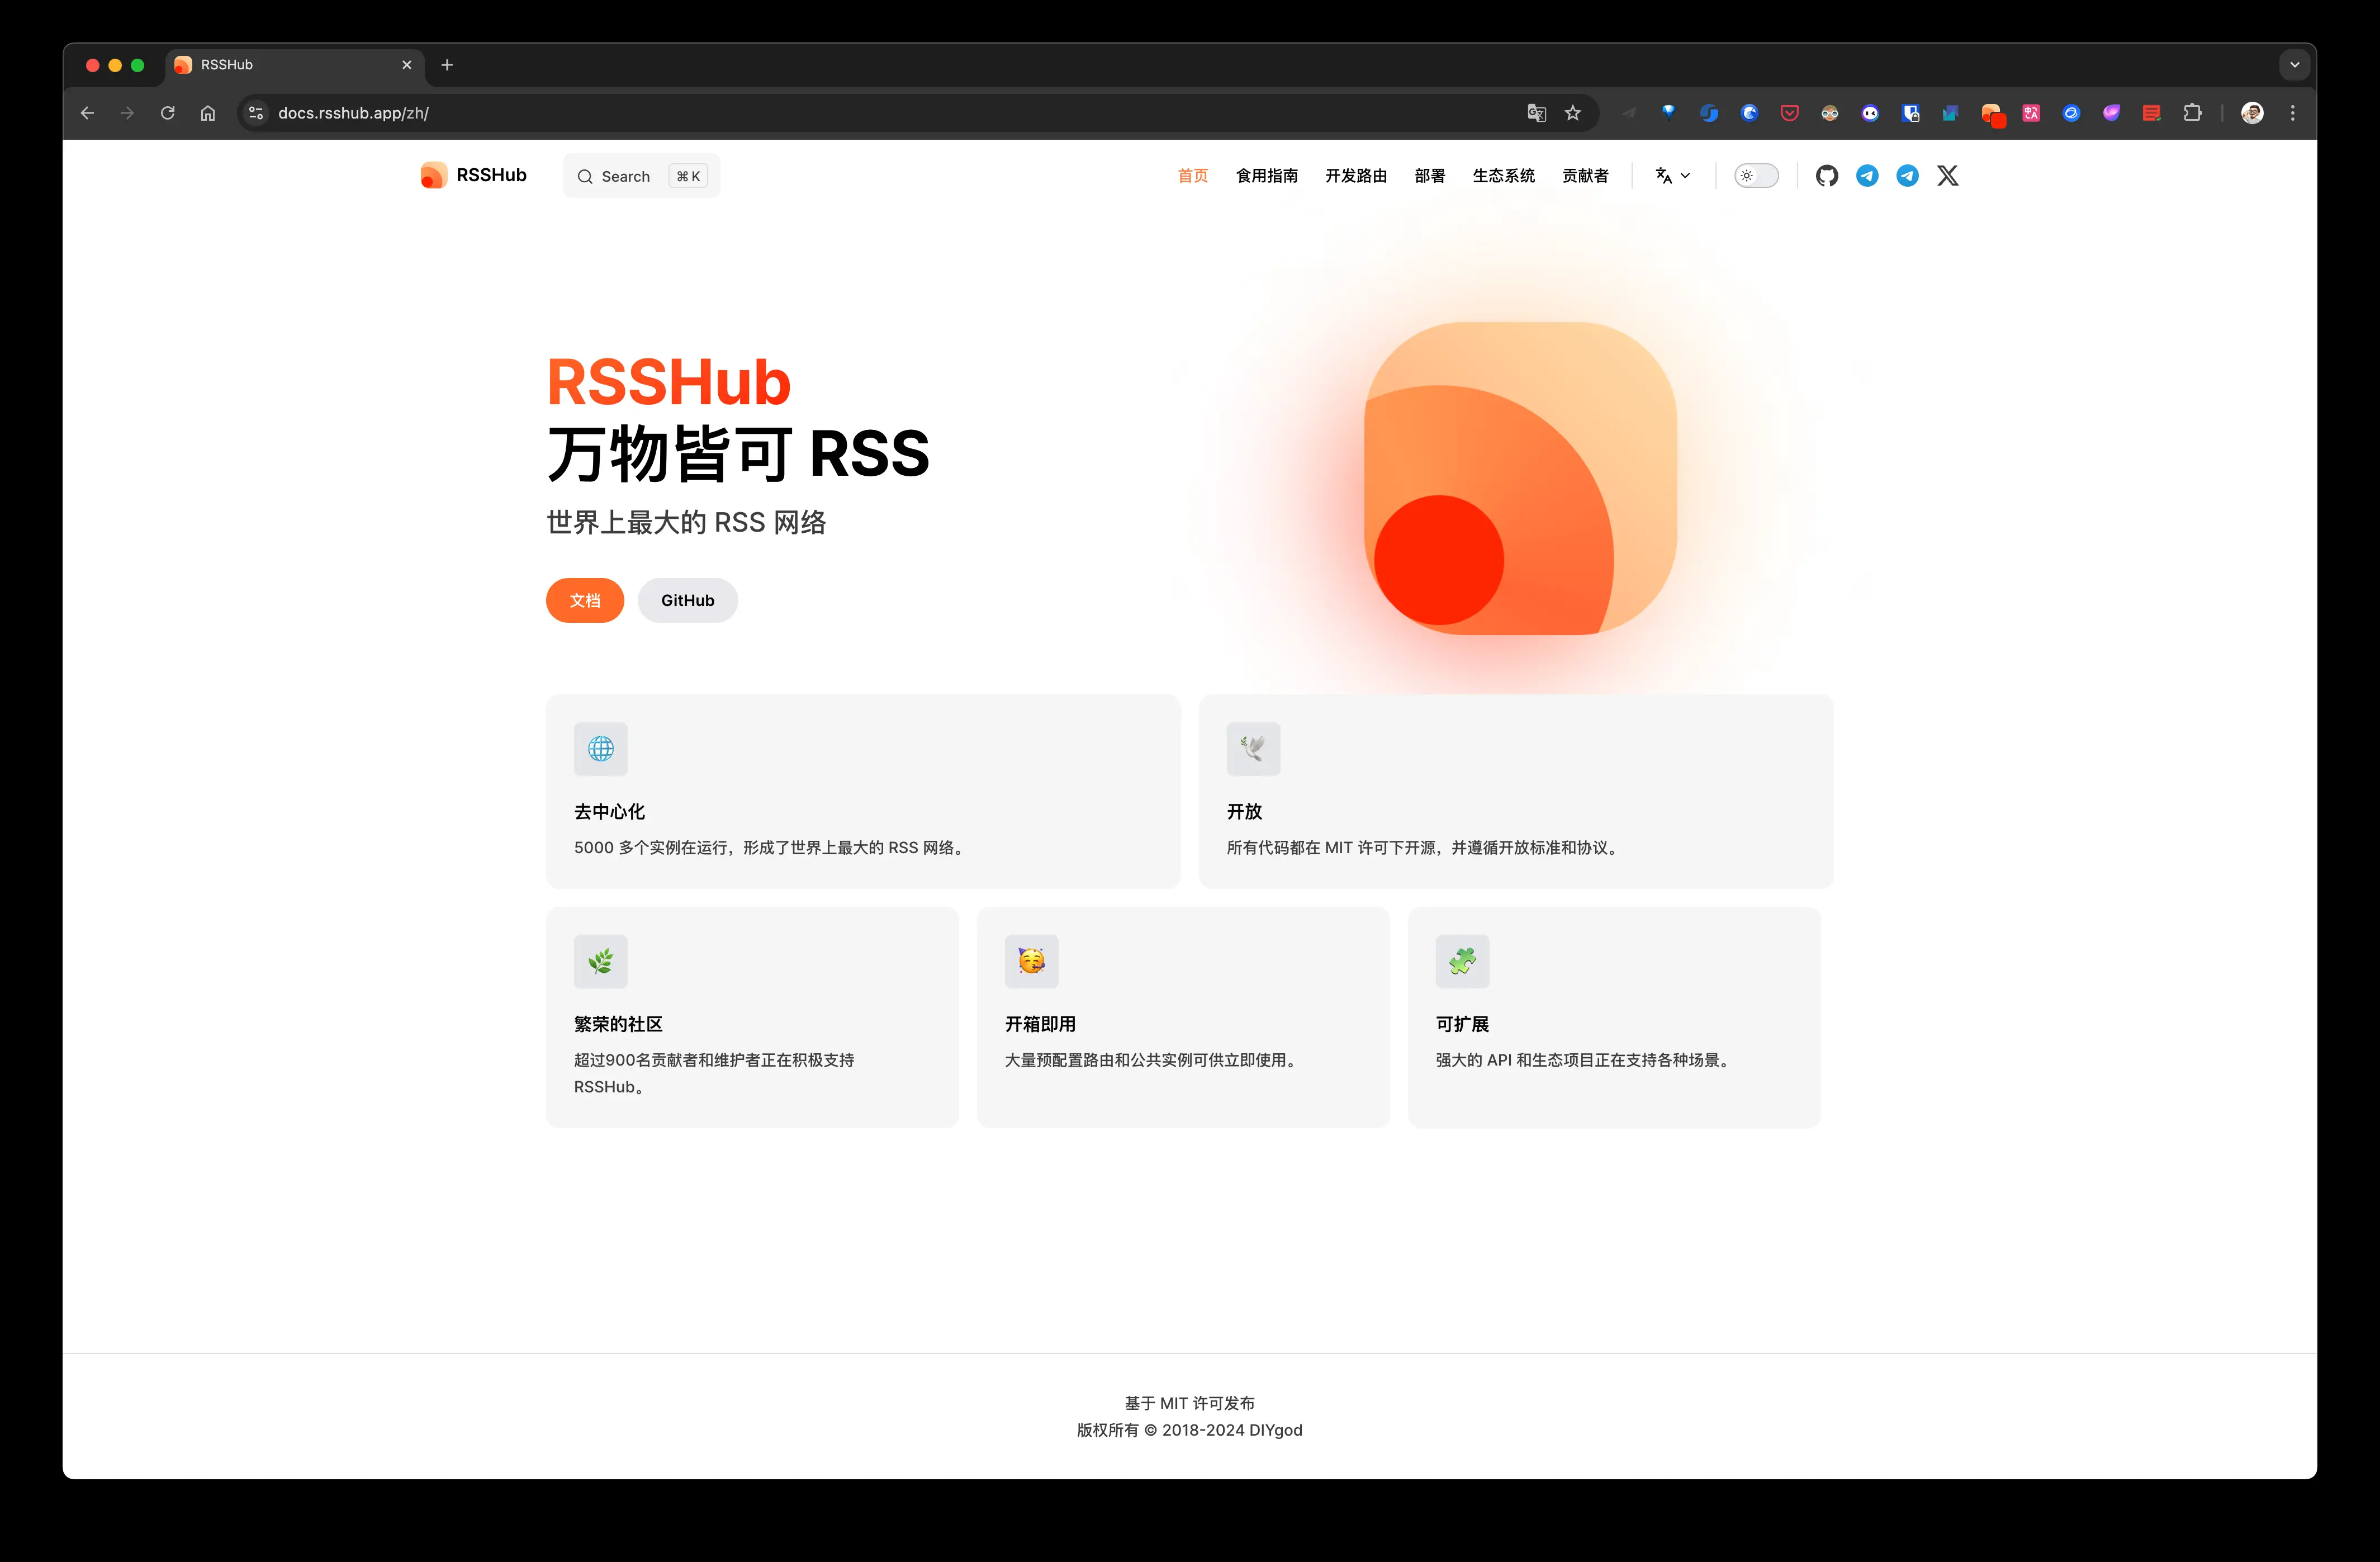 RSSHub
docs.rsshub.app/zh/
RSSHub
Search
⌘ K
首页
食用指南
开发路由
部署
生态系统
贡献者
RSSHub
万物皆可 RSS
世界上最大的 RSS 网络
文档
GitHub
去中心化
5000 多个实例在运行，形成了世界上最大的 RSS 网络。
开放
所有代码都在 MIT 许可下开源，并遵循开放标准和协议。
繁荣的社区
超过900名贡献者和维护者正在积极支持
RSSHub。
开箱即用
大量预配置路由和公共实例可供立即使用。
可扩展
强大的 API 和生态项目正在支持各种场景。
基于 MIT 许可发布
版权所有 © 2018-2024 DIYgod